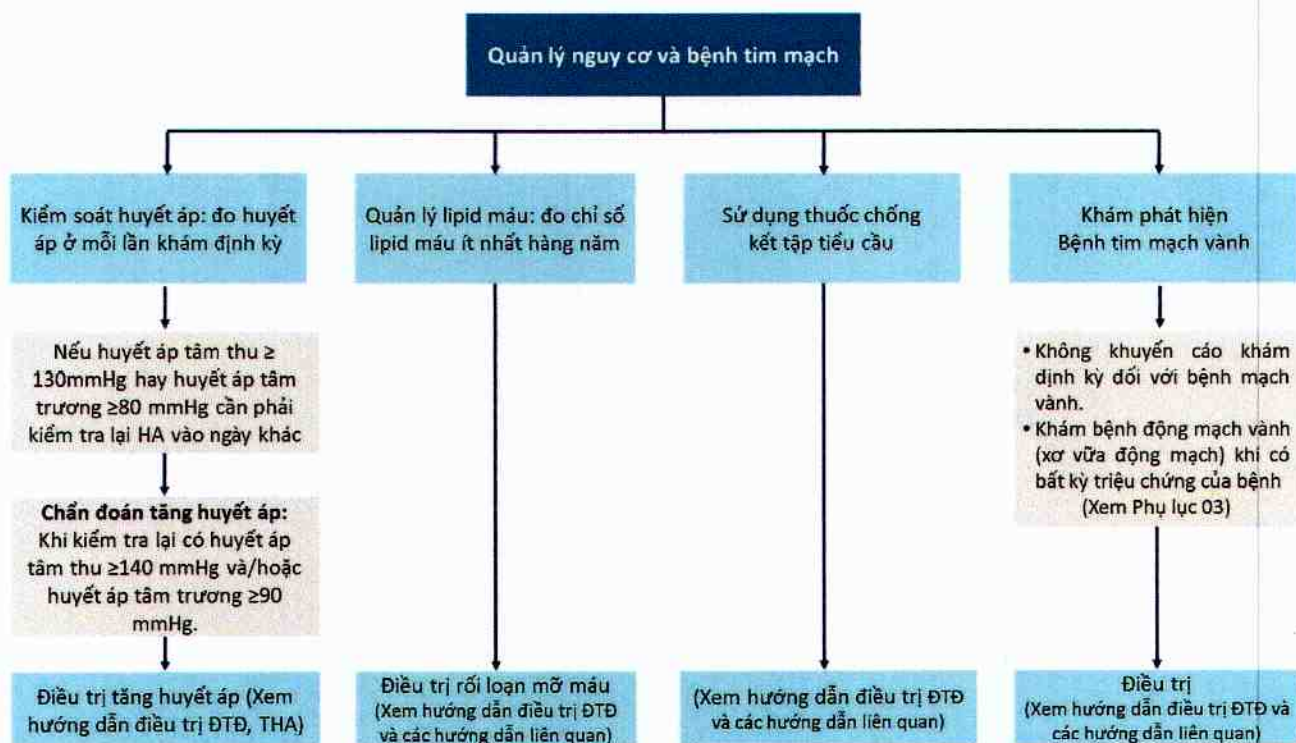 Quản lý nguy cơ và bệnh tim mạch
Kiểm soát huyết áp: đo huyết
áp ở mỗi lần khám định kỳ
Nếu huyết áp tâm thu ≥
130mmHg hay huyết áp tâm
trương ≥80 mmHg cần phải
kiểm tra lại HA vào ngày khác
Chẩn đoán tăng huyết áp:
Khi kiểm tra lại có huyết áp
tâm thu ≥140 mmHg và/hoặc
huyết áp tâm trương ≥90
mmHg.
Điều trị tăng huyết áp (Xem
hướng dẫn điều trị ĐTĐ, THA)
Quản lý lipid máu: đo chỉ số
lipid máu ít nhất hàng năm
Điều trị rối loạn mỡ máu
(Xem hướng dẫn điều trị ĐTĐ
và các hướng dẫn liên quan)
Sử dụng thuốc chống
kết tập tiểu cầu
(Xem hướng dẫn điều trị ĐTĐ
và các hướng dẫn liên quan)
Khám phát hiện
Bệnh tim mạch vành
• Không khuyến cáo khám
định kỳ đối với bệnh mạch
vành.
• Khám bệnh động mạch vành
(xơ vữa động mạch) khi có
bất kỳ triệu chứng của bệnh
(Xem Phụ lục 03)
Điều trị
(Xem hướng dẫn điều trị ĐTĐ và
các hướng dẫn liên quan)